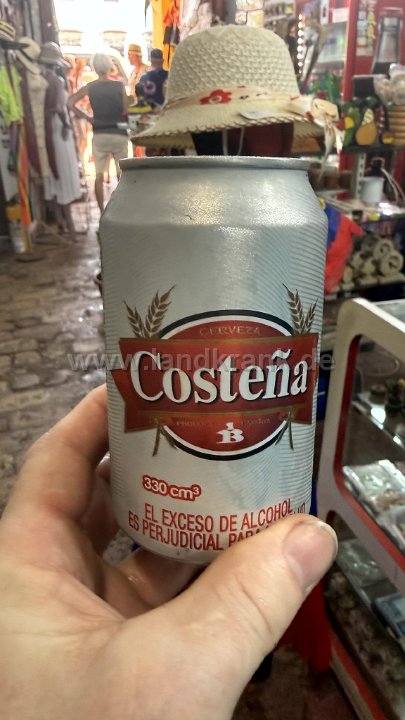 CERVEZA
Costeña
B
330 cm³
EL EXCESO DE ALCOHOL
ES PERJUDICIAL PARA
www.landkrant.de